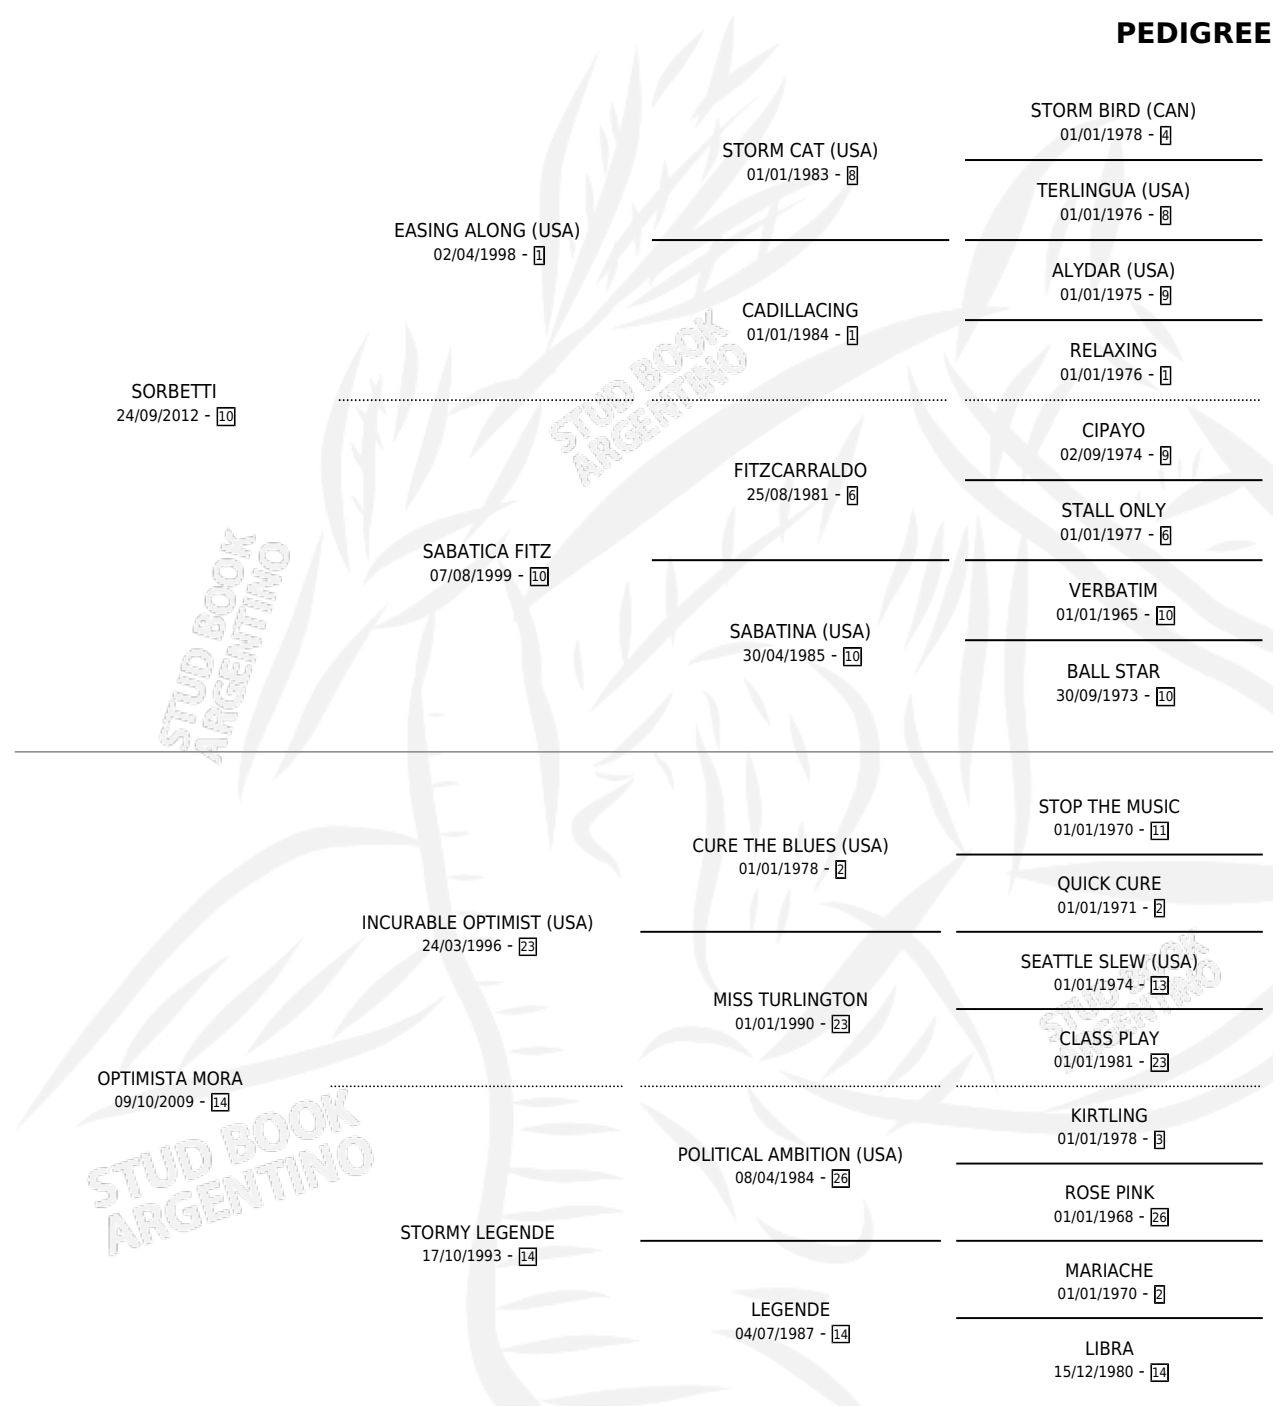 PEDIGREE
STORM BIRD (CAN)
01/01/1978 - 4
STORM CAT (USA)
01/01/1983 - 8
TERLINGUA (USA)
01/01/1976 - 8
EASING ALONG (USA)
02/04/1998 - 1
ALYDAR (USA)
01/01/1975 - 9
CADILLACING
01/01/1984 - 1
RELAXING
01/01/1976 - 1
SORBETTI
24/09/2012 - 10
CIPAYO
02/09/1974 - 9
FITZCARRALDO
25/08/1981 - 6
STALL ONLY
01/01/1977 - 6
SABATICA FITZ
07/08/1999 - 10
VERBATIM
01/01/1965 - 10
SABATINA (USA)
30/04/1985 - 10
BALL STAR
30/09/1973 - 10
STOP THE MUSIC
01/01/1970 - 11
CURE THE BLUES (USA)
01/01/1978 - 2
QUICK CURE
01/01/1971 - 2
INCURABLE OPTIMIST (USA)
24/03/1996 - 23
SEATTLE SLEW (USA)
01/01/1974 - 13
MISS TURLINGTON
01/01/1990 - 23
CLASS PLAY
01/01/1981 - 23
OPTIMISTA MORA
09/10/2009 - 14
KIRTLING
01/01/1978 - 3
POLITICAL AMBITION (USA)
08/04/1984 - 26
ROSE PINK
01/01/1968 - 26
STORMY LEGENDE
17/10/1993 - 14
MARIACHE
01/01/1970 - 2
LEGENDE
04/07/1987 - 14
LIBRA
15/12/1980 - 14
STUD BOOK
ARGENTINO
STUD BOOK
ARGENTINO
STUD BOOK
ARGENTINO
STUD BOOK
ARGENTINO